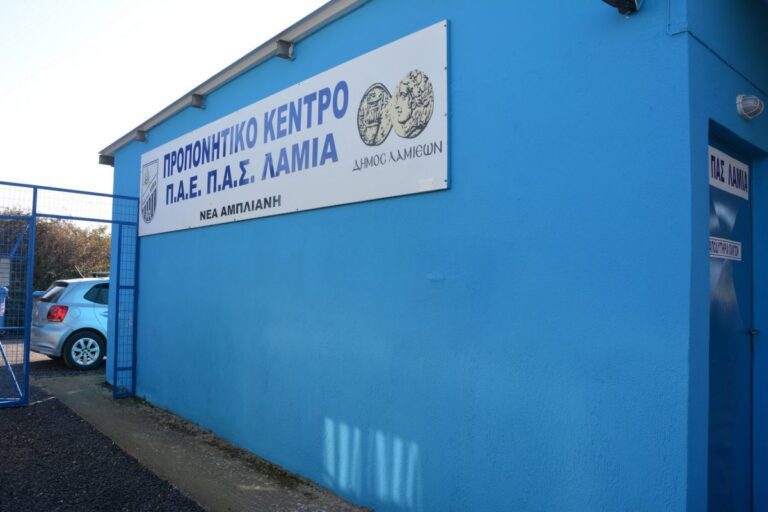 ΠΡΟΠΟΝΗΤΙΚΟ ΚΕΝΤΡΟ
Π.Α.Ε. Π.Α.Σ. ΛΑΜΙΑ
ΝΕΑ ΑΜΠΛΙΑΝΗ
ΔΗΜΟΣ ΛΑΜΙΕΩΝ
ΠΑΣ ΛΑΜΙΑ